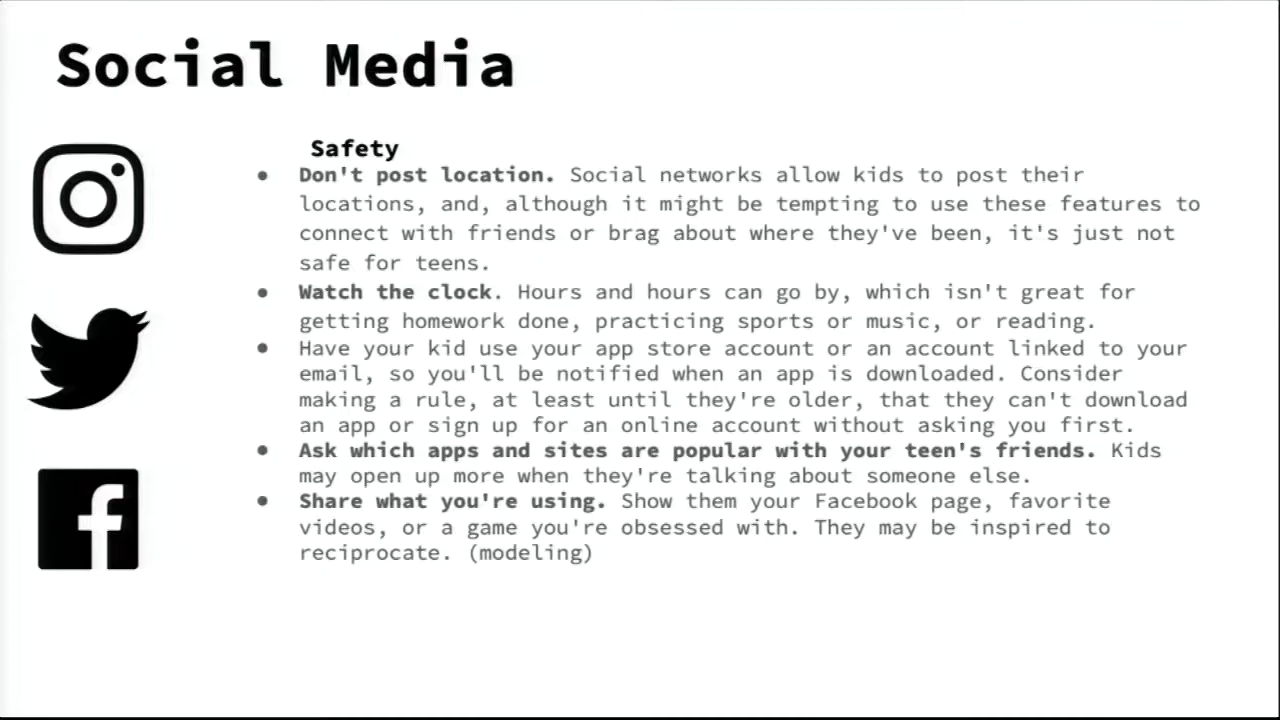 Social Media
Safety
● Don't post location. Social networks allow kids to post their
locations, and, although it might be tempting to use these features to
connect with friends or brag about where they've been, it's just not
safe for teens.
● Watch the clock. Hours and hours can go by, which isn't great for
getting homework done, practicing sports or music, or reading.
● Have your kid use your app store account or an account linked to your
email, so you'll be notified when an app is downloaded. Consider
making a rule, at least until they're older, that they can't download
an app or sign up for an online account without asking you first.
● Ask which apps and sites are popular with your teen's friends. Kids
may open up more when they're talking about someone else.
● Share what you're using. Show them your Facebook page, favorite
videos, or a game you're obsessed with. They may be inspired to
reciprocate. (modeling)